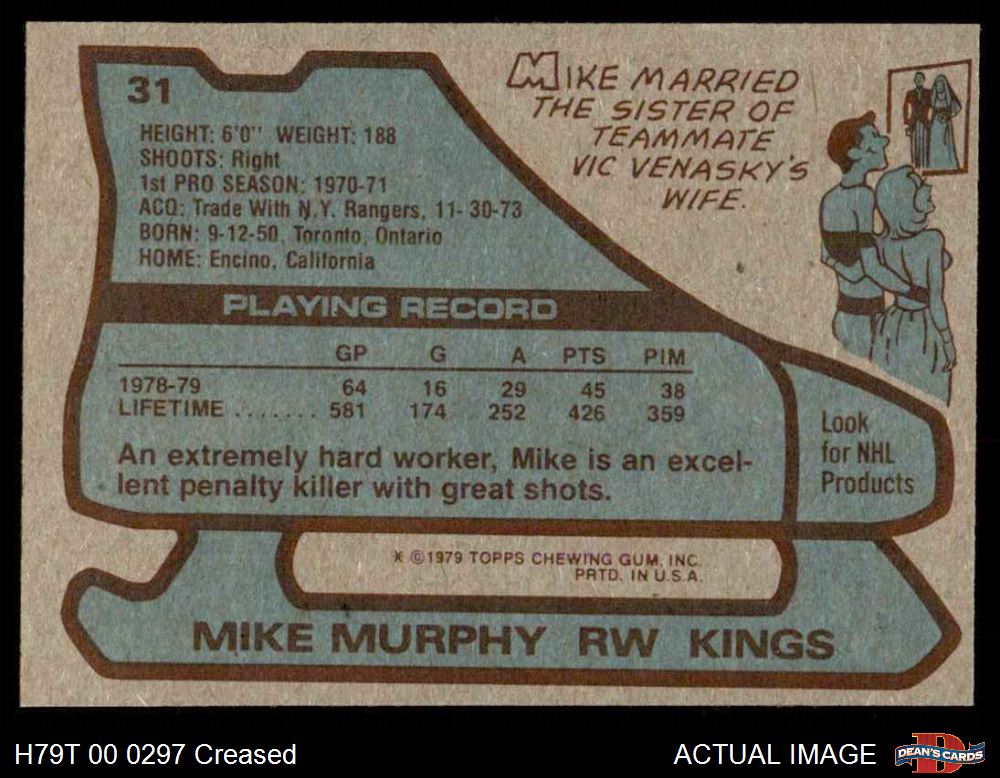 31
HEIGHT: 6'0" WEIGHT: 188
SHOOTS: Right
1st PRO SEASON: 1970-71
ACQ: Trade With N.Y. Rangers, 11-30-73
BORN: 9-12-50, Toronto, Ontario
HOME: Encino, California
MIKE MARRIED
THE SISTER OF
TEAMMATE
VIC VENASKY'S
WIFE.
PLAYING RECORD
GP G A PTS PIM
1978-79 64 16 29 45 38
LIFETIME ....... 581 174 252 426 359
An extremely hard worker, Mike is an excel-
lent penalty killer with great shots.
Look
for NHL
Products
* ©1979 TOPPS CHEWING GUM, INC.
PRTD. IN U.S.A.
MIKE MURPHY RW KINGS
H79T 00 0297 Creased
ACTUAL IMAGE
DEAN'S CARDS